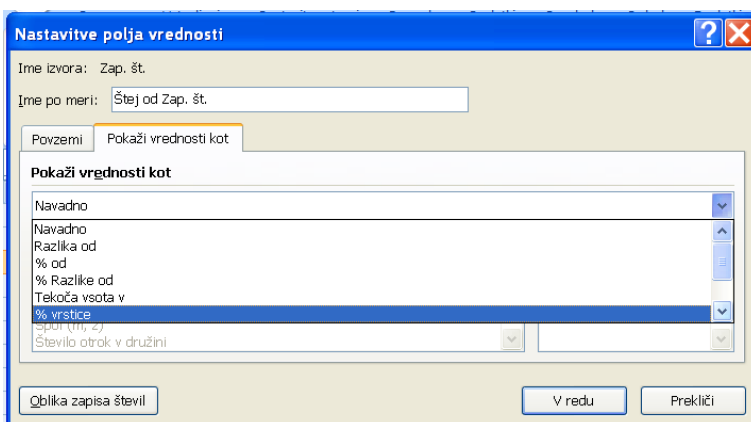 Nastavitve polja vrednosti
Ime izvora: Zap. št.
Ime po meri: Štej od Zap. št.
Povzemi Pokaži vrednosti kot
Pokaži vrednosti kot
Navadno
Navadno
Razlika od
% od
% Razlike od
Tekoča vsota v
% vrstice
Spol (m, ž)
Število otrok v družini
Oblika zapisa števil V redu Prekliči